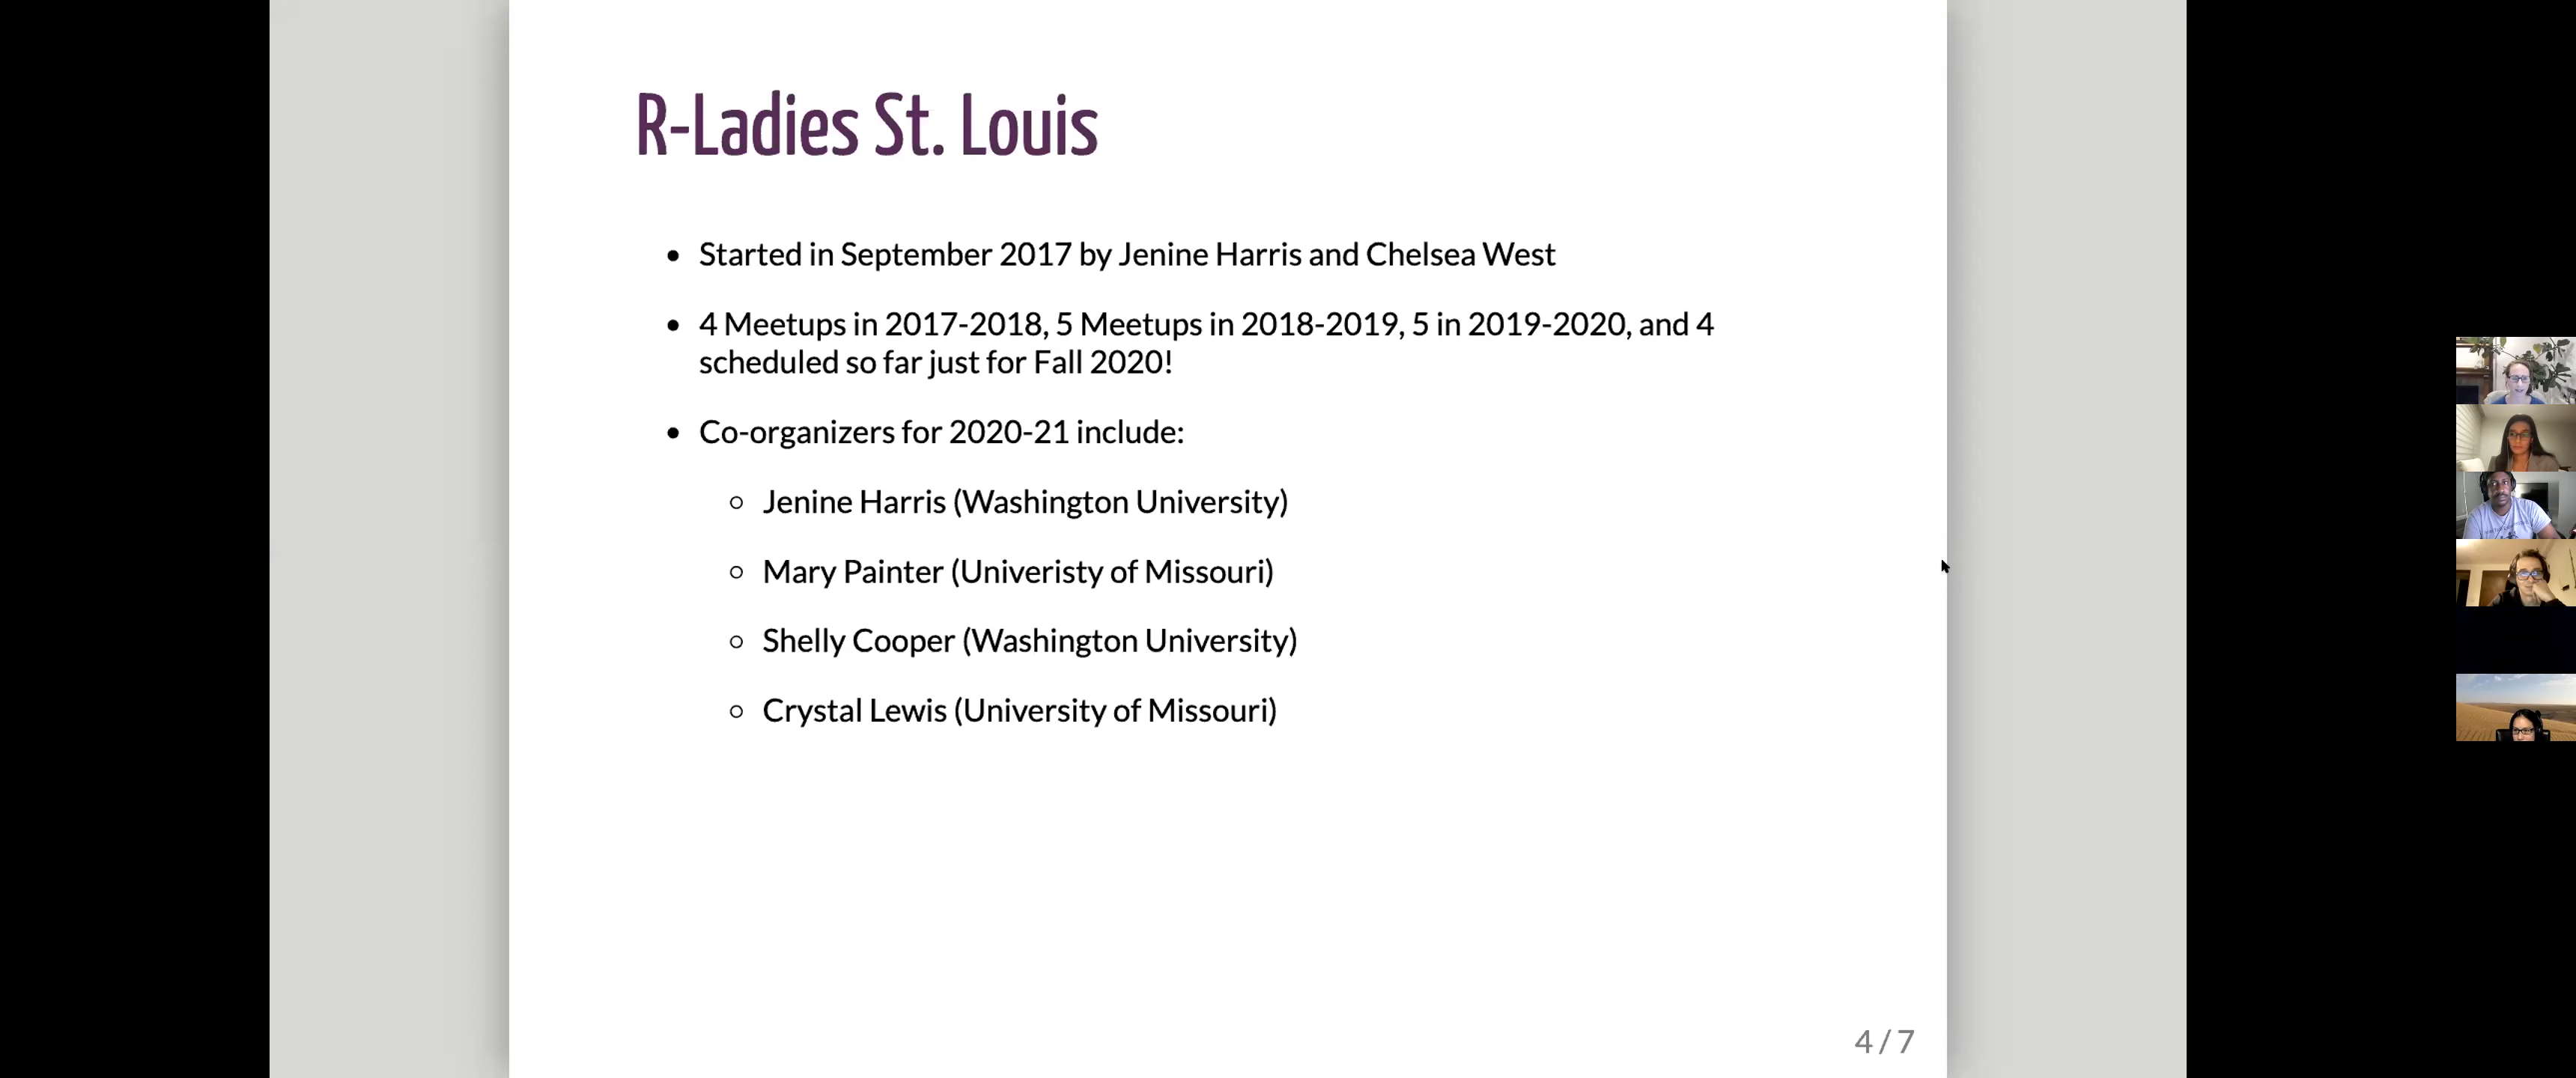 R-Ladies St. Louis
Started in September 2017 by Jenine Harris and Chelsea West
4 Meetups in 2017-2018, 5 Meetups in 2018-2019, 5 in 2019-2020, and 4
scheduled so far just for Fall 2020!
Co-organizers for 2020-21 include:
Jenine Harris (Washington University)
Mary Painter (Univeristy of Missouri)
Shelly Cooper (Washington University)
Crystal Lewis (University of Missouri)
4 / 7